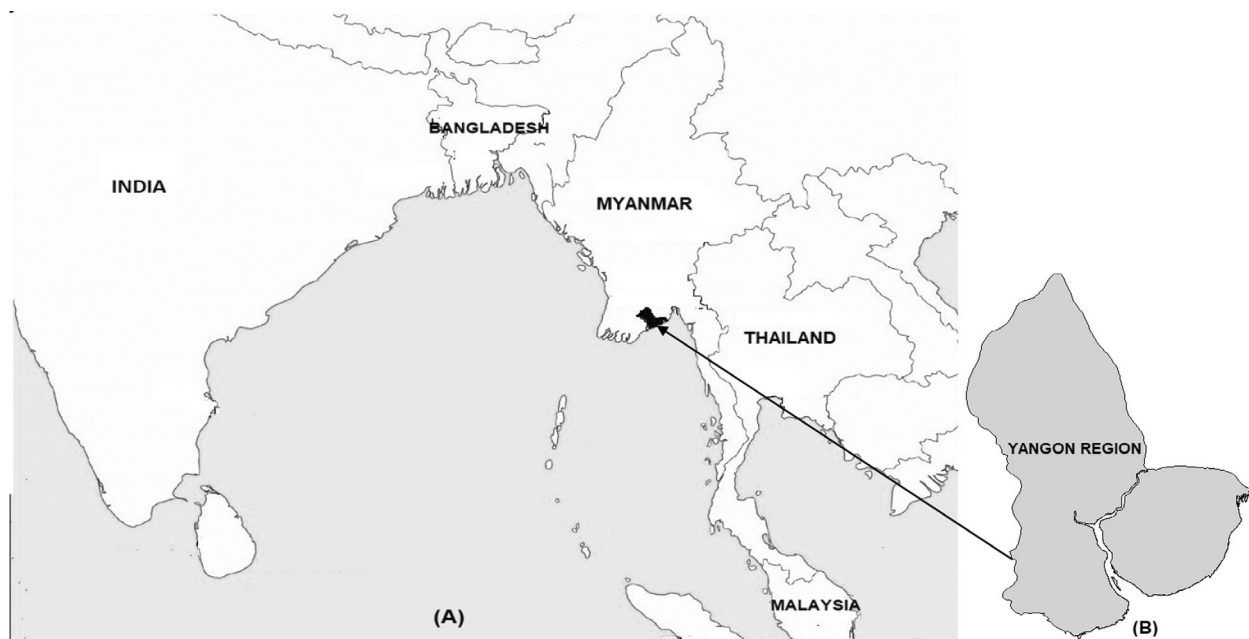 BANGLADESH
INDIA
MYANMAR
THAILAND
YANGON REGION
MALAYSIA
(A)
(B)